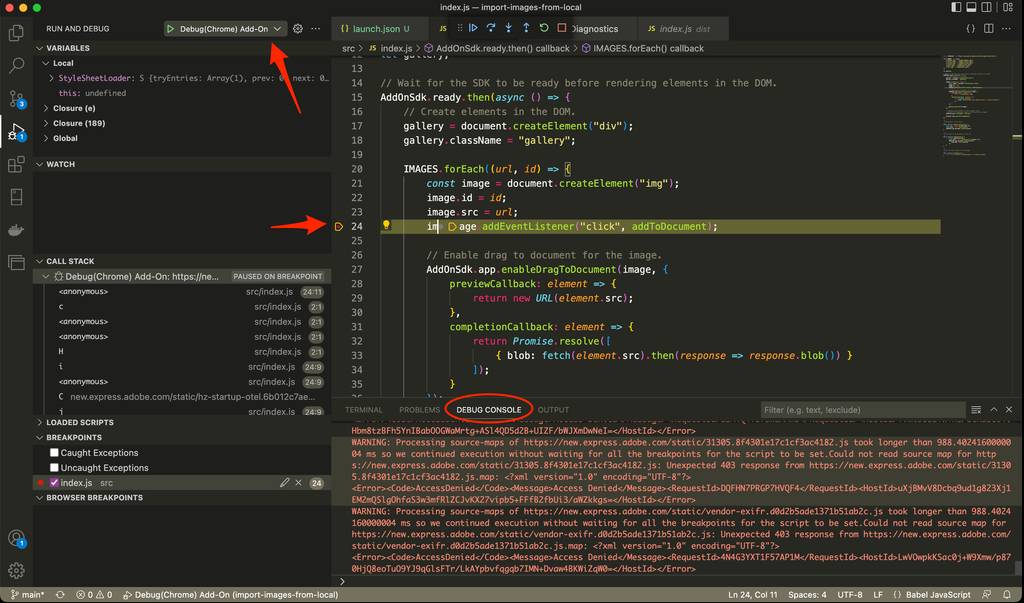 index.js — import-images-from-local
RUN AND DEBUG
Debug(Chrome) Add-On
VARIABLES
Local
StyleSheetLoader: S {tryEntries: Array(1), prev: 0, next: 0…
this: undefined
Closure (e)
Closure (189)
Global
WATCH
CALL STACK
Debug(Chrome) Add-On: https://ne... PAUSED ON BREAKPOINT
<anonymous> src/index.js 24:11
c src/index.js 2:1
<anonymous> src/index.js 2:1
<anonymous> src/index.js 2:1
H src/index.js 2:1
i src/index.js 24:9
<anonymous> src/index.js 24:9
C new.express.adobe.com/static/hz-startup-otel.6b012c7ae...
i src/index.js 24:9
LOADED SCRIPTS
BREAKPOINTS
Caught Exceptions
Uncaught Exceptions
index.js src 24
BROWSER BREAKPOINTS
launch.json U
JS
Diagnostics
JS index.js dist
src > JS index.js > AddOnSdk.ready.then() callback > IMAGES.forEach() callback
12 let gallery;
13
14 // Wait for the SDK to be ready before rendering elements in the DOM.
15 AddOnSdk.ready.then(async () => {
16 // Create elements in the DOM.
17 gallery = document.createElement("div");
18 gallery.className = "gallery";
19
20 IMAGES.forEach((url, id) => {
21 const image = document.createElement("img");
22 image.id = id;
23 image.src = url;
24 image.addEventListener("click", addToDocument);
25
26 // Enable drag to document for the image.
27 AddOnSdk.app.enableDragToDocument(image, {
28 previewCallback: element => {
29 return new URL(element.src);
30 },
31 completionCallback: element => {
32 return Promise.resolve([
33 { blob: fetch(element.src).then(response => response.blob()) }
34 ]);
35 }
36 });
TERMINAL PROBLEMS DEBUG CONSOLE OUTPUT
Filter (e.g. text, !exclude)
WARNING: Processing source-maps of https://new.express.adobe.com/static/31305.8f4301e17c1cf3ac4182.js took longer than 988.40241600000
04 ms so we continued execution without waiting for all the breakpoints for the script to be set.Could not read source map for http
s://new.express.adobe.com/static/31305.8f4301e17c1cf3ac4182.js: Unexpected 403 response from https://new.express.adobe.com/static/3130
5.8f4301e17c1cf3ac4182.js.map: <?xml version="1.0" encoding="UTF-8"?>
<Error><Code>AccessDenied</Code><Message>Access Denied</Message><RequestId>DQFHN7PRGP7HVQF4</RequestId><HostId>uXjBMvV8Dcbq9ud1g823Xj1
EM2mQ5lgOhfaS3w3mfRlZCJvKXZ7vipb5+FFfB2fbUi3/aWZkkgs=</HostId></Error>
WARNING: Processing source-maps of https://new.express.adobe.com/static/vendor-exifr.d0d2b5ade1371b51ab2c.js took longer than 988.4024
160000004 ms so we continued execution without waiting for all the breakpoints for the script to be set.Could not read source map for
https://new.express.adobe.com/static/vendor-exifr.d0d2b5ade1371b51ab2c.js: Unexpected 403 response from https://new.express.adobe.com/
static/vendor-exifr.d0d2b5ade1371b51ab2c.js.map: <?xml version="1.0" encoding="UTF-8"?>
<Error><Code>AccessDenied</Code><Message>Access Denied</Message><RequestId>4N4G3YXT1F57AP1M</RequestId><HostId>LwVOwpkKSac0j+W9Xmw/p87
0HJjQ8eoTuO9YJ9qGlsFTr/LkAYpbvfqgqb7IMN+Dvaw4BKWiZqW0=</HostId></Error>
main* 0 0 Debug(Chrome) Add-On (import-images-from-local)
Ln 24, Col 11 Spaces: 4 UTF-8 LF {} Babel JavaScript